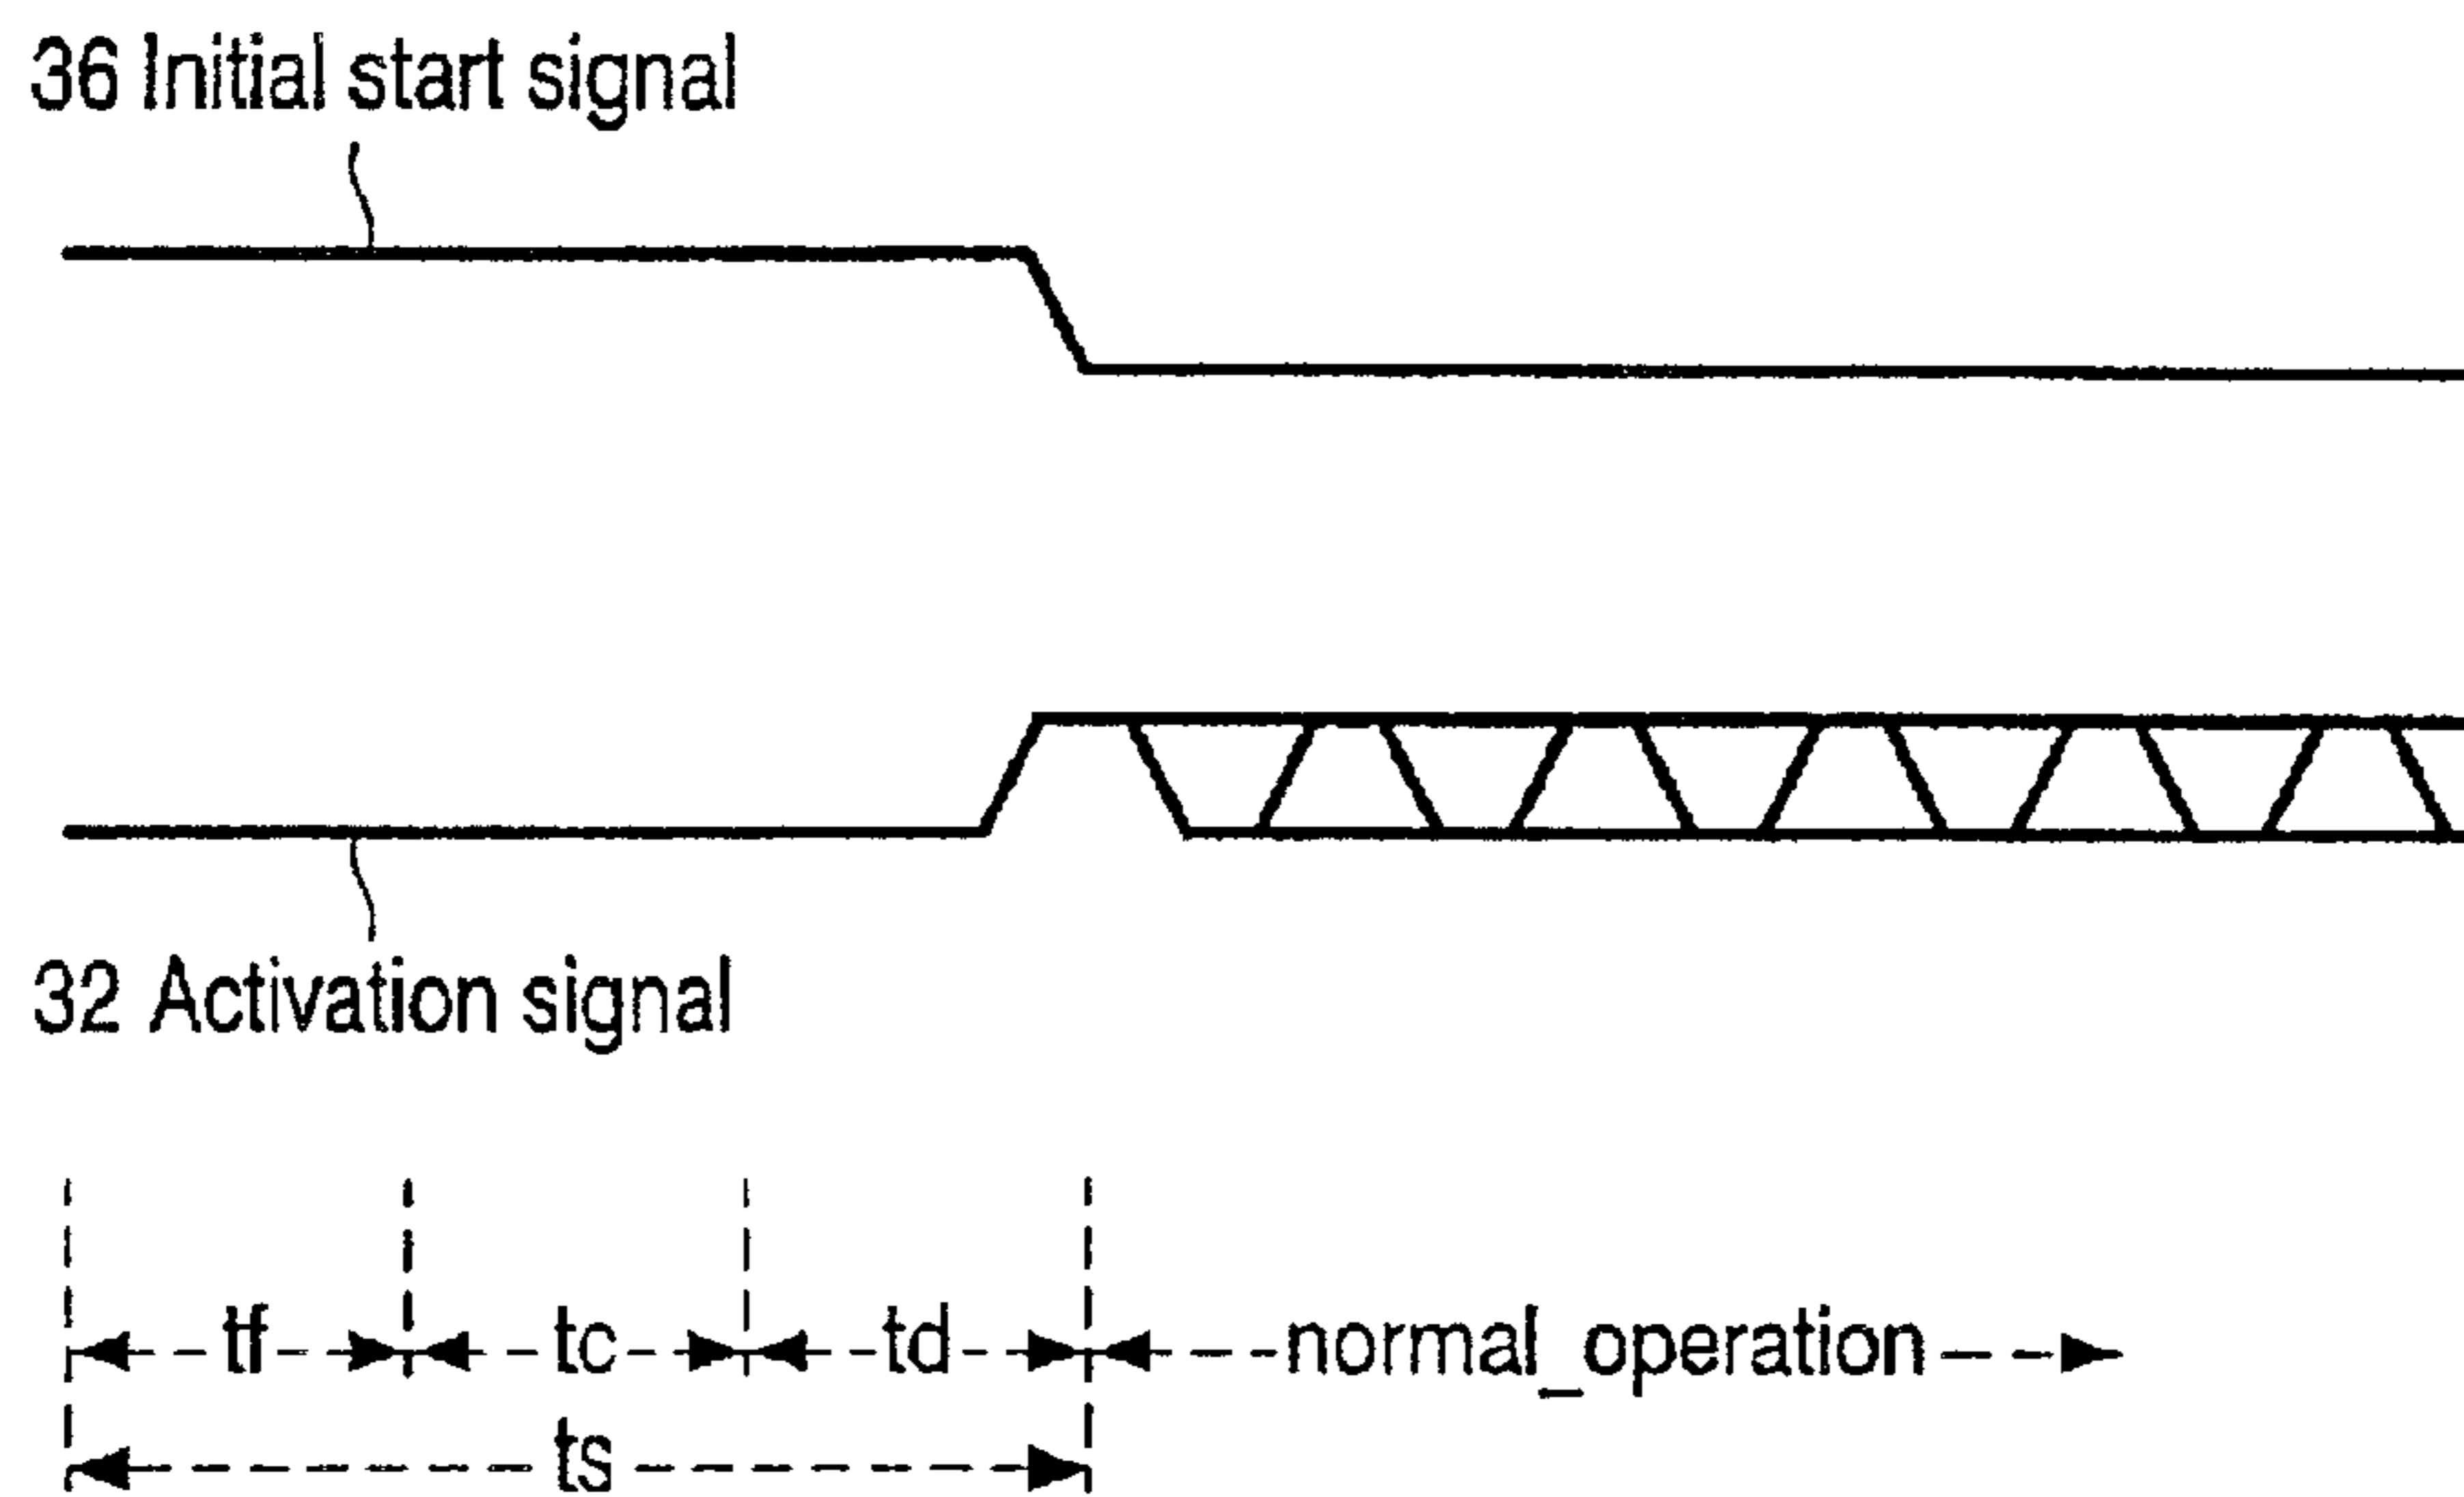 36 Initial start signal
32 Activation signal
tf tc td normal_operation
ts